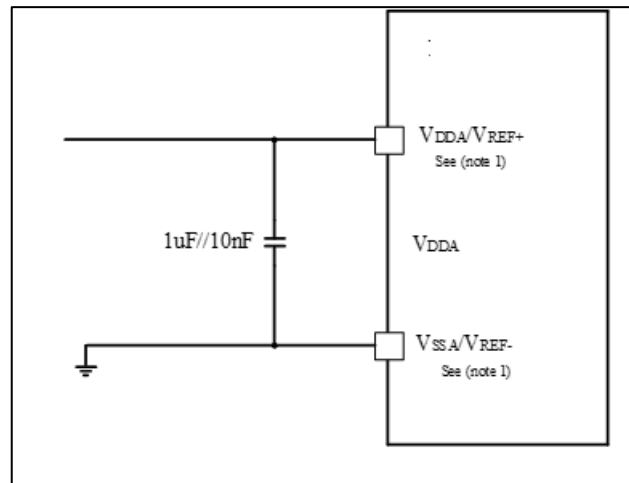 VDDA/VREF+
See (note 1)
1uF//10nF
VDDA
VSSA/VREF-
See (note 1)